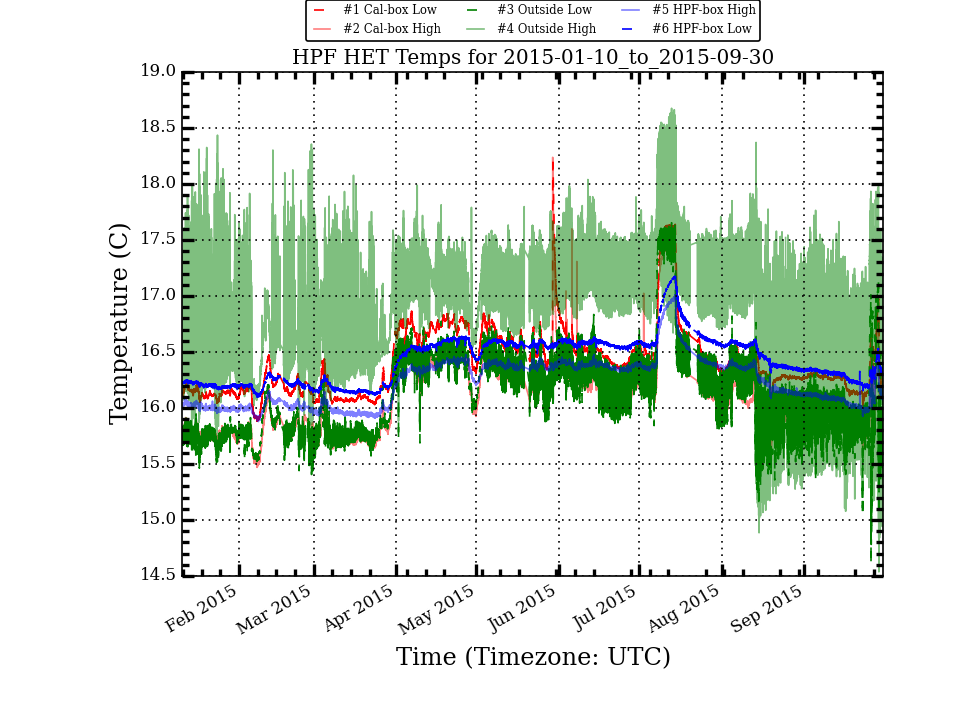 #1 Cal-box Low #3 Outside Low #5 HPF-box High
#2 Cal-box High #4 Outside High #6 HPF-box Low
HPF HET Temps for 2015-01-10_to_2015-09-30
19.0
18.5
18.0
17.5
17.0
16.5
16.0
15.5
15.0
14.5
Temperature (C)
Feb 2015 Mar 2015 Apr 2015 May 2015 Jun 2015 Jul 2015 Aug 2015 Sep 2015
Time (Timezone: UTC)